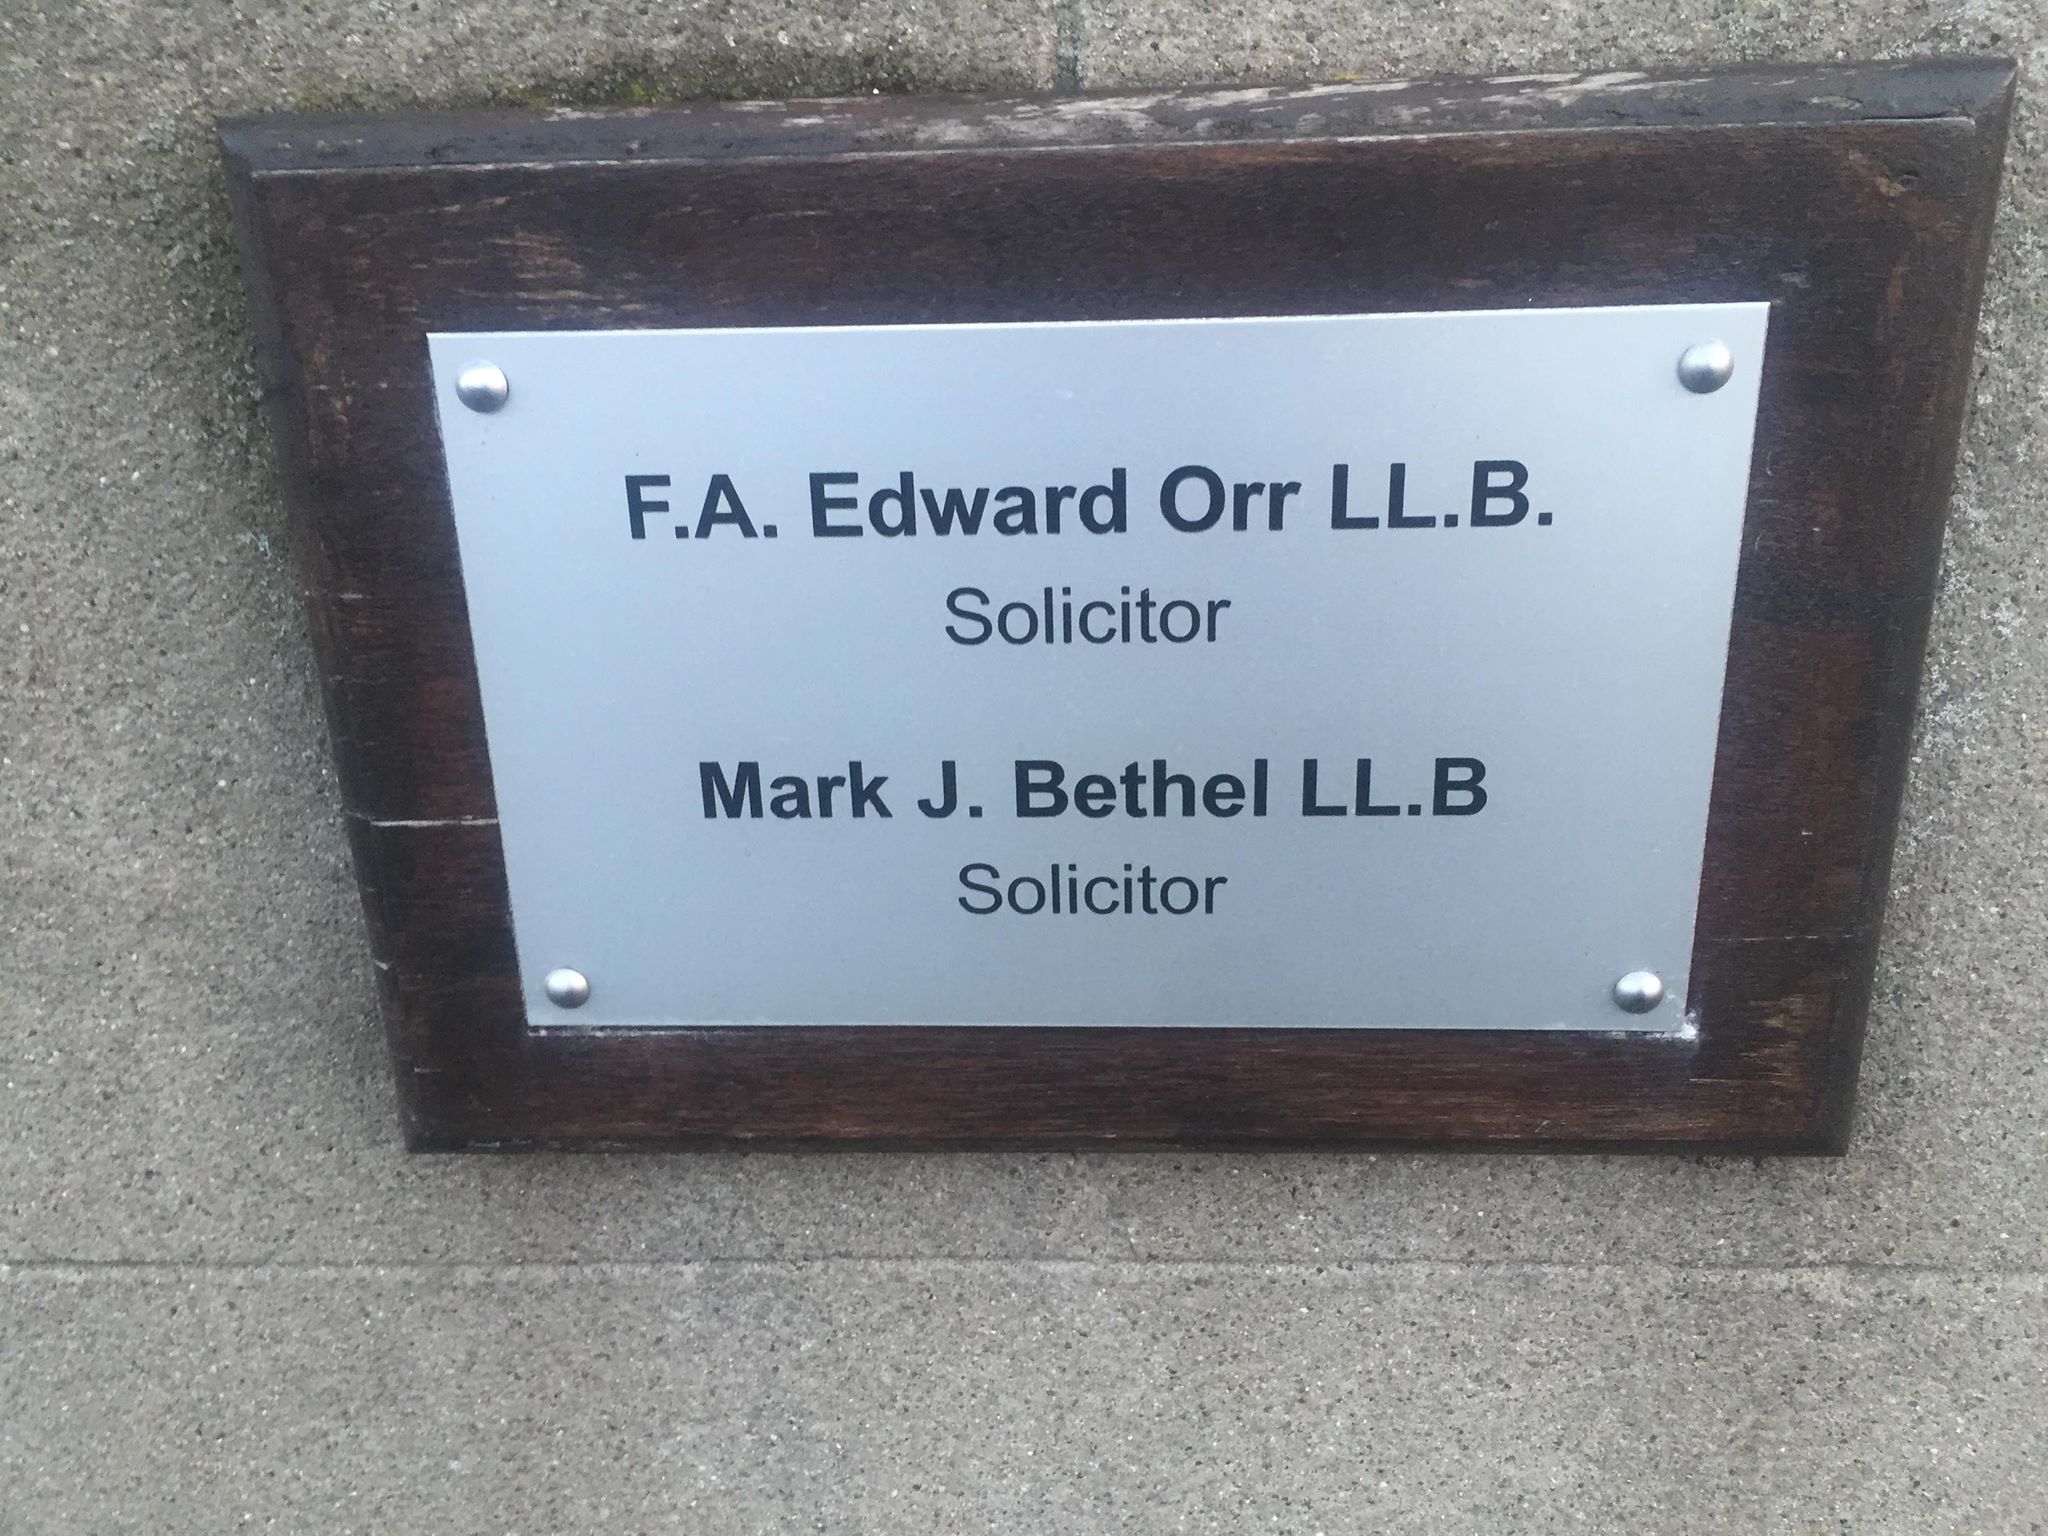 F.A. Edward Orr LL.B.
Solicitor
Mark J. Bethel LL.B
Solicitor